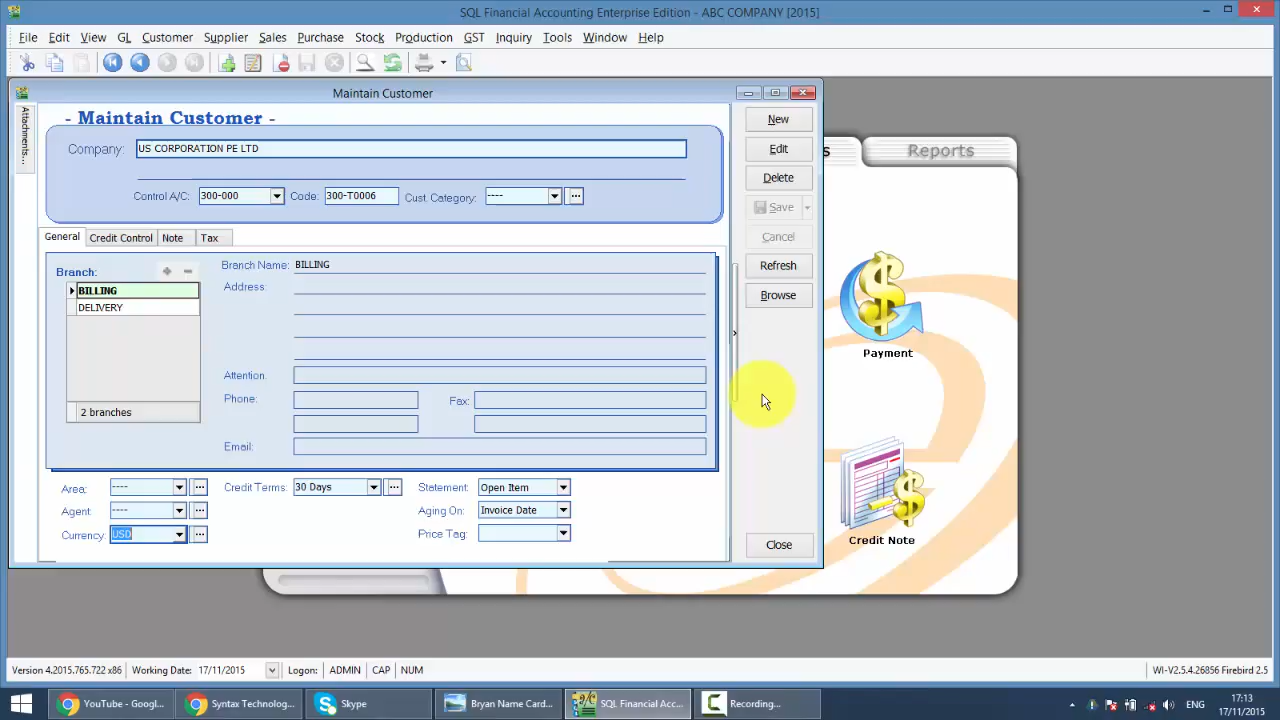 SQL Financial Accounting Enterprise Edition - ABC COMPANY [2015]
File Edit View GL Customer Supplier Sales Purchase Stock Production GST Inquiry Tools Window Help
Maintain Customer
Attachments...
- Maintain Customer -
Company: US CORPORATION PE LTD
Control A/C: 300-000 Code: 300-T0006 Cust. Category: ---- ...
General Credit Control Note Tax
Branch:
BILLING
DELIVERY
2 branches
Branch Name: BILLING
Address:
Attention:
Phone: Fax:
Email:
Area: ---- ... Credit Terms: 30 Days ... Statement: Open Item
Agent: ---- ... Aging On: Invoice Date
Currency: USD ... Price Tag:
New
Edit
Delete
Save
Cancel
Refresh
Browse
Close
s Reports
Payment
Credit Note
Version 4.2015.765.722 x86 Working Date: 17/11/2015 Logon: ADMIN CAP NUM WI-V2.5.4.26856 Firebird 2.5
YouTube - Googl... Syntax Technolog... Skype Bryan Name Card... SQL Financial Acc... Recording... ENG 17:13
17/11/2015